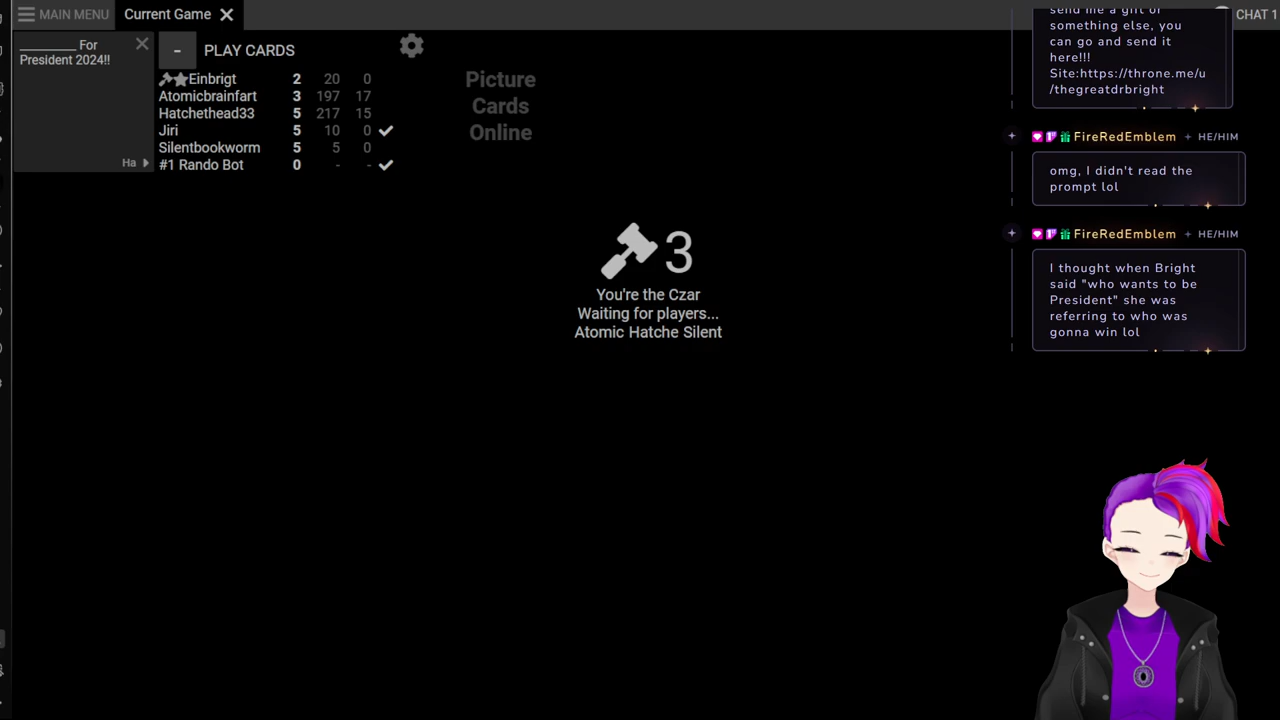 MAIN MENU
Current Game
CHAT 1
_________ For
President 2024!!
Ha
-
PLAY CARDS
Einbrigt 2 20 0
Atomicbrainfart 3 197 17
Hatchethead33 5 217 15
Jiri 5 10 0
Silentbookworm 5 5 0
#1 Rando Bot 0 - -
Picture
Cards
Online
3
You're the Czar
Waiting for players...
Atomic Hatche Silent
send me a gift or
something else, you
can go and send it
here!!!
Site:https://throne.me/u
/thegreatdrbright
FireRedEmblem HE/HIM
omg, I didn't read the
prompt lol
FireRedEmblem HE/HIM
I thought when Bright
said "who wants to be
President" she was
referring to who was
gonna win lol